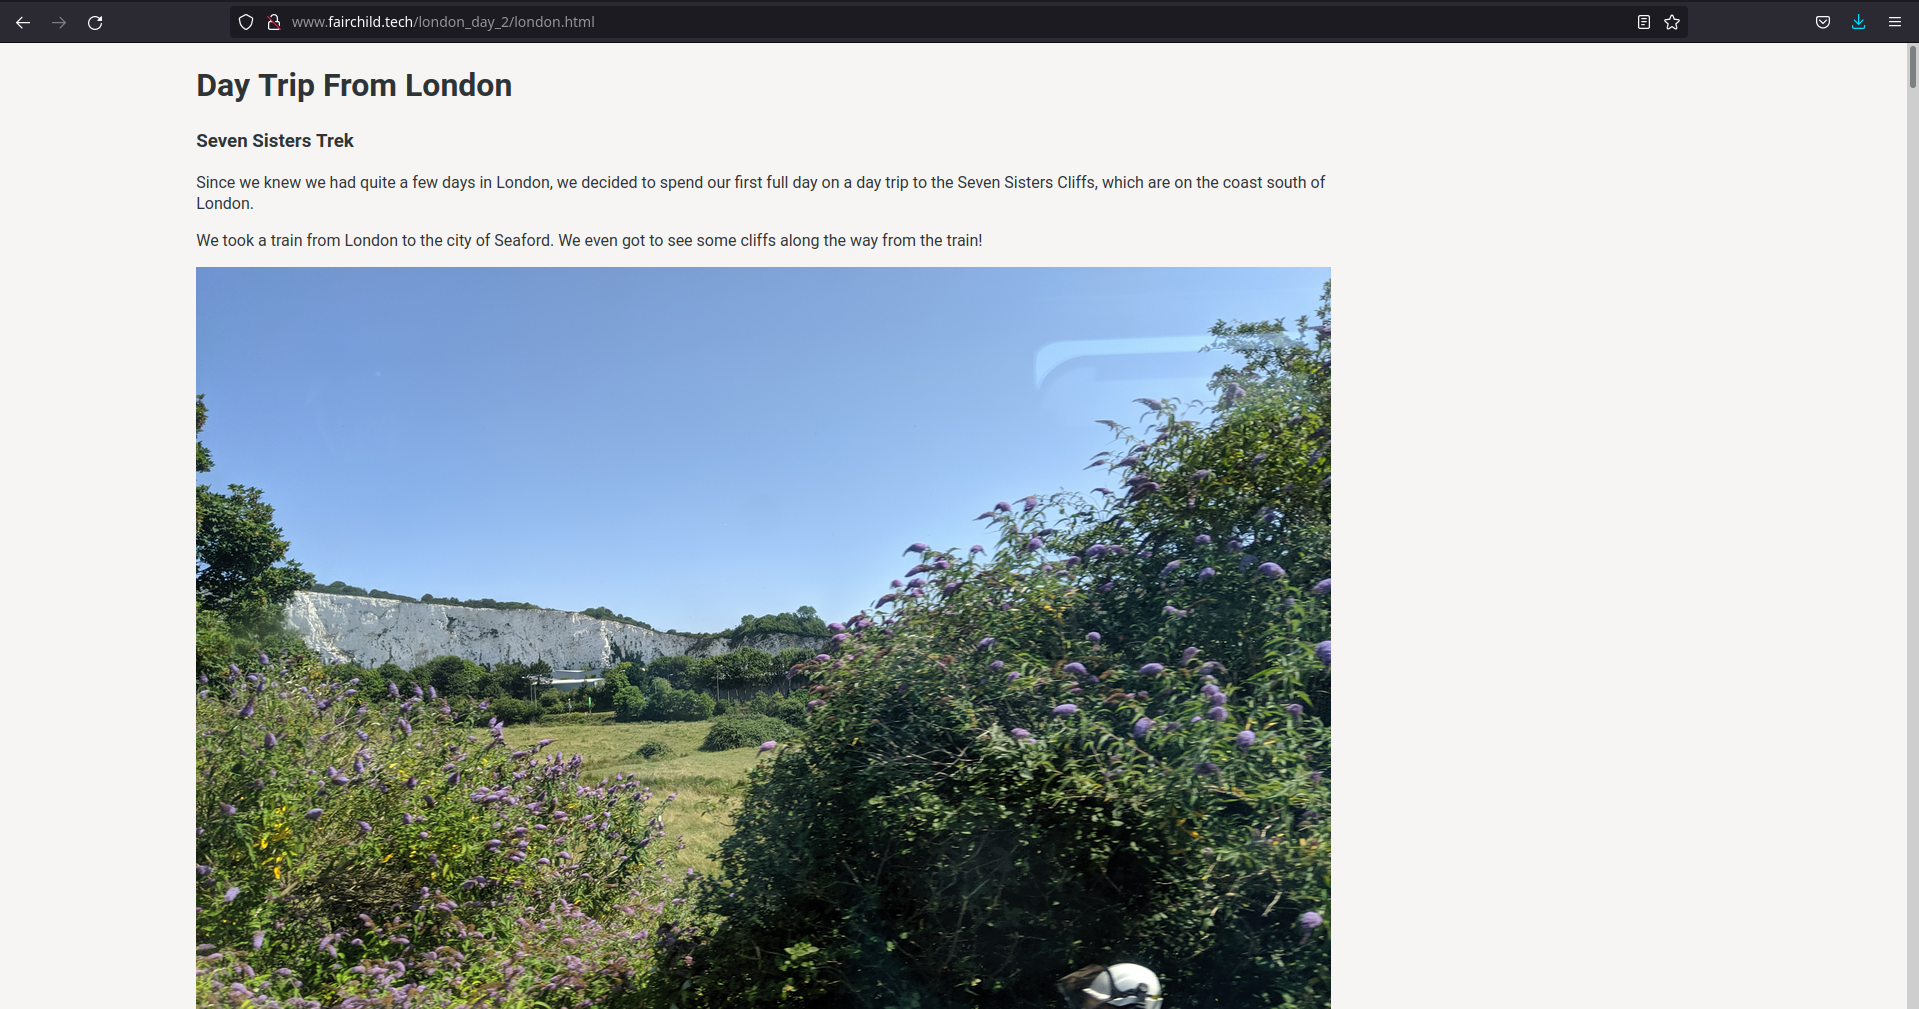 www.fairchild.tech/london_day_2/london.html
Day Trip From London
Seven Sisters Trek
Since we knew we had quite a few days in London, we decided to spend our first full day on a day trip to the Seven Sisters Cliffs, which are on the coast south of
London.
We took a train from London to the city of Seaford. We even got to see some cliffs along the way from the train!